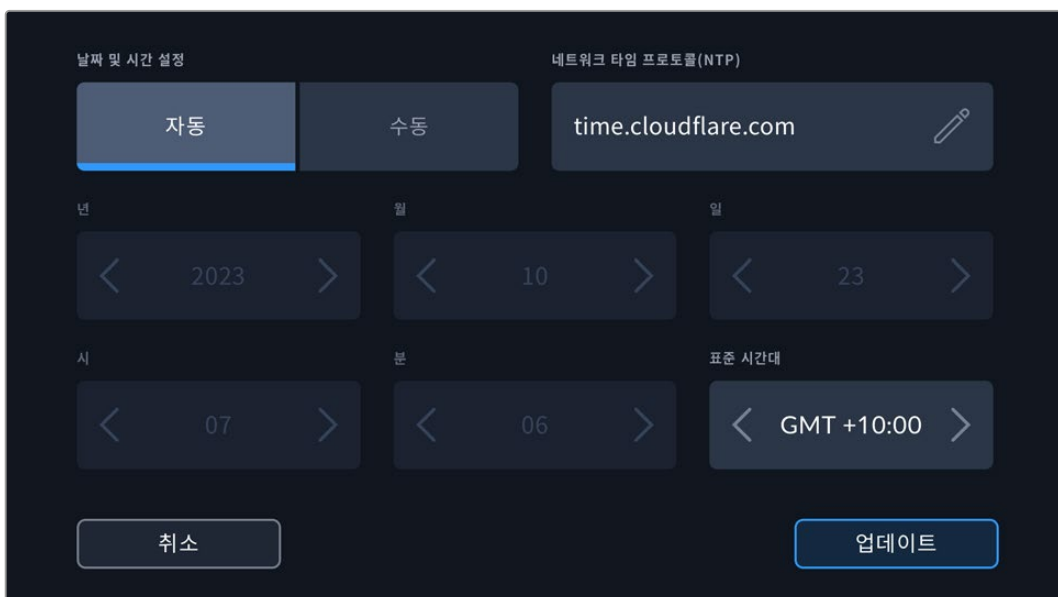 날짜 및 시간 설정 네트워크 타임 프로토콜(NTP)
자동 수동 time.cloudflare.com
년 월 일
2023 10 23
시 분 표준 시간대
07 06 GMT +10:00
취소 업데이트